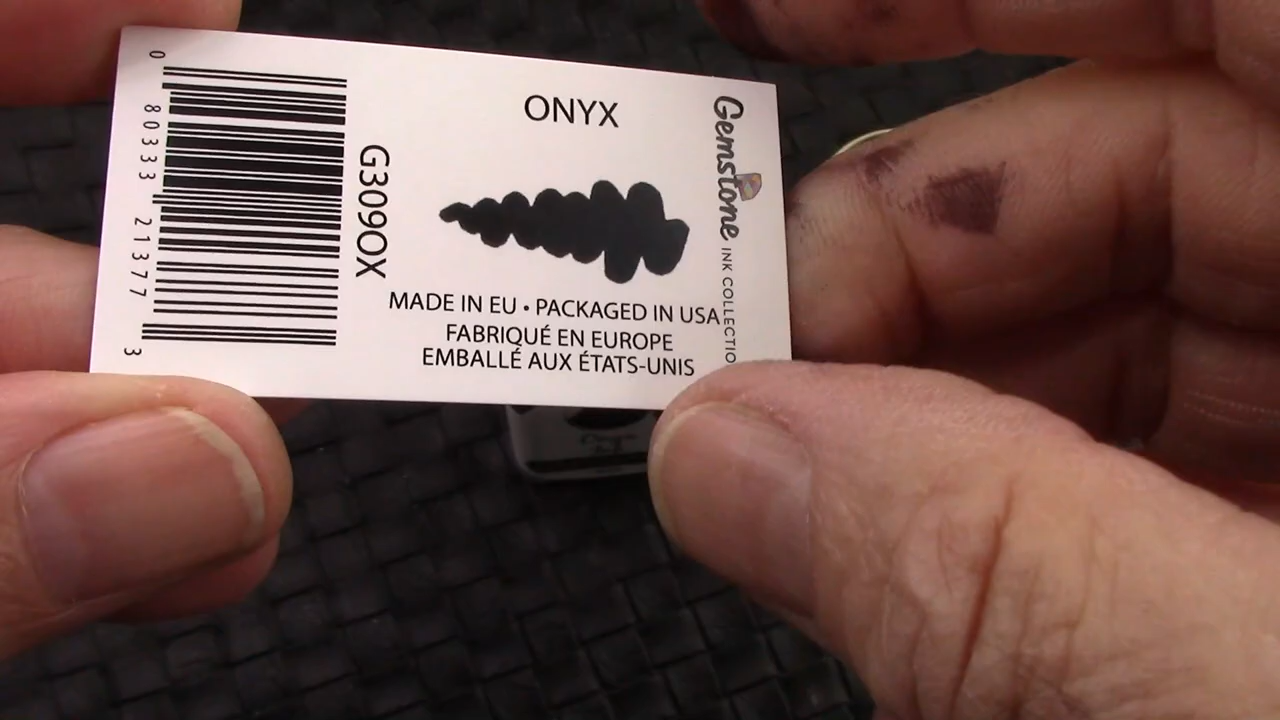 ONYX
MADE IN EU • PACKAGED IN USA
FABRIQUÉ EN EUROPE
EMBALLÉ AUX ÉTATS-UNIS
G309OX
0 80333 21377 3
Gemstone INK COLLECTIO